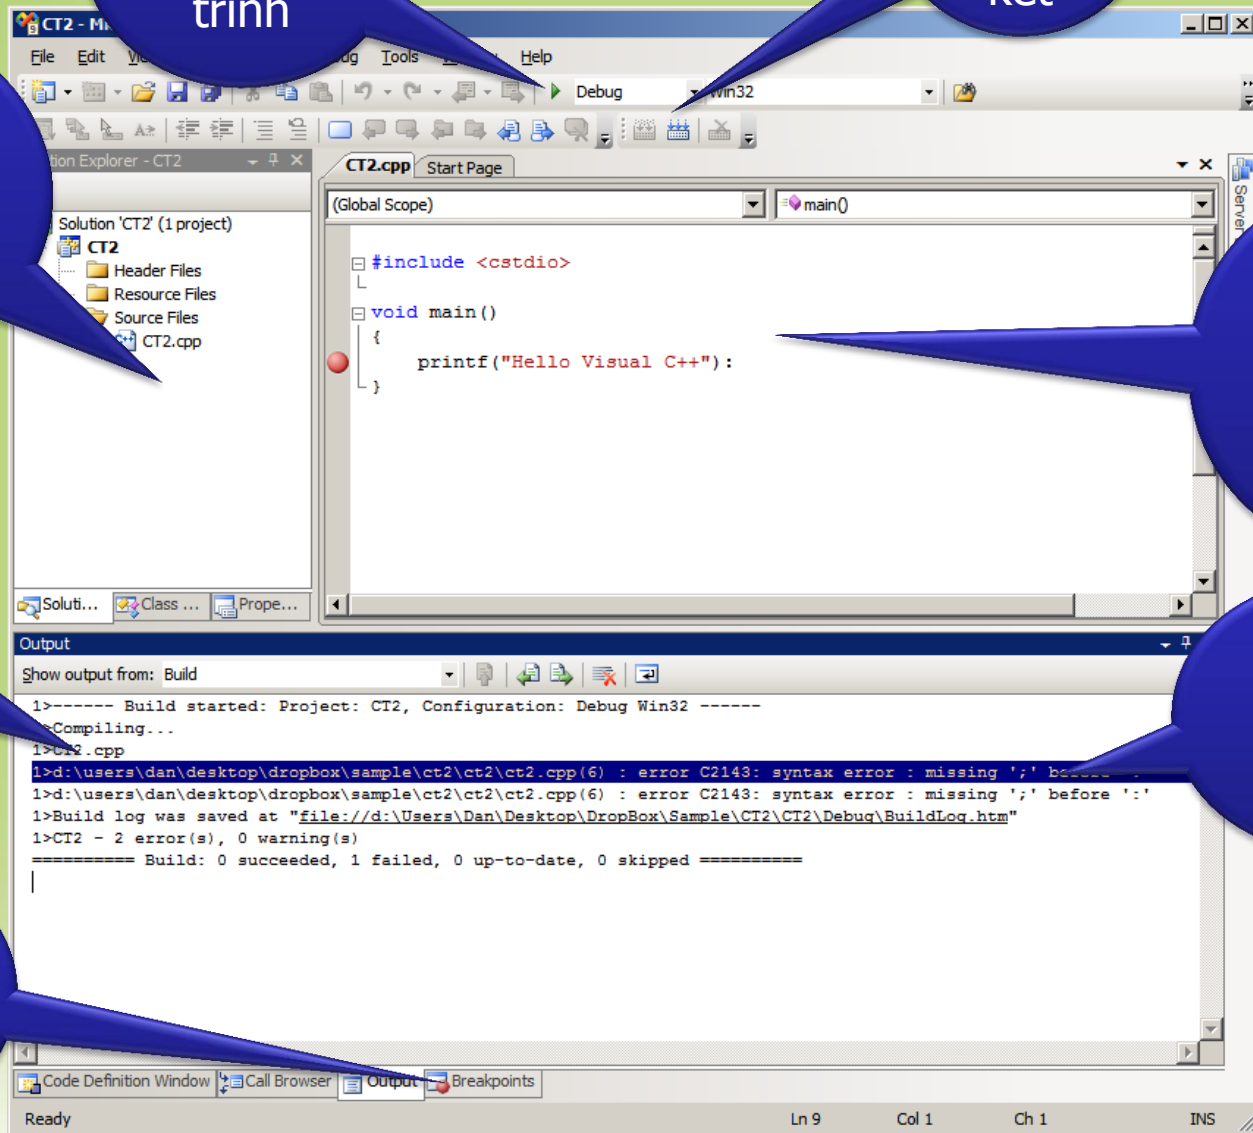 trình
kết
CT2 - Mi
File Edit Tools Help
Debug Win32
Explorer - CT2
CT2.cpp Start Page
(Global Scope) main()
Solution 'CT2' (1 project)
CT2
Header Files
Resource Files
Source Files
CT2.cpp
#include <cstdio>
void main()
{
printf("Hello Visual C++"):
}
Server
Soluti... Class ... Prope...
Output
Show output from: Build
1>------ Build started: Project: CT2, Configuration: Debug Win32 ------
>Compiling...
1>CT2.cpp
1>d:\users\dan\desktop\dropbox\sample\ct2\ct2\ct2.cpp(6) : error C2143: syntax error : missing ';' before ':'
1>d:\users\dan\desktop\dropbox\sample\ct2\ct2\ct2.cpp(6) : error C2143: syntax error : missing ';' before ':'
1>Build log was saved at "file://d:\Users\Dan\Desktop\DropBox\Sample\CT2\CT2\Debug\BuildLog.htm"
1>CT2 - 2 error(s), 0 warning(s)
========== Build: 0 succeeded, 1 failed, 0 up-to-date, 0 skipped ==========
Code Definition Window Call Browser Output Breakpoints
Ready Ln 9 Col 1 Ch 1 INS